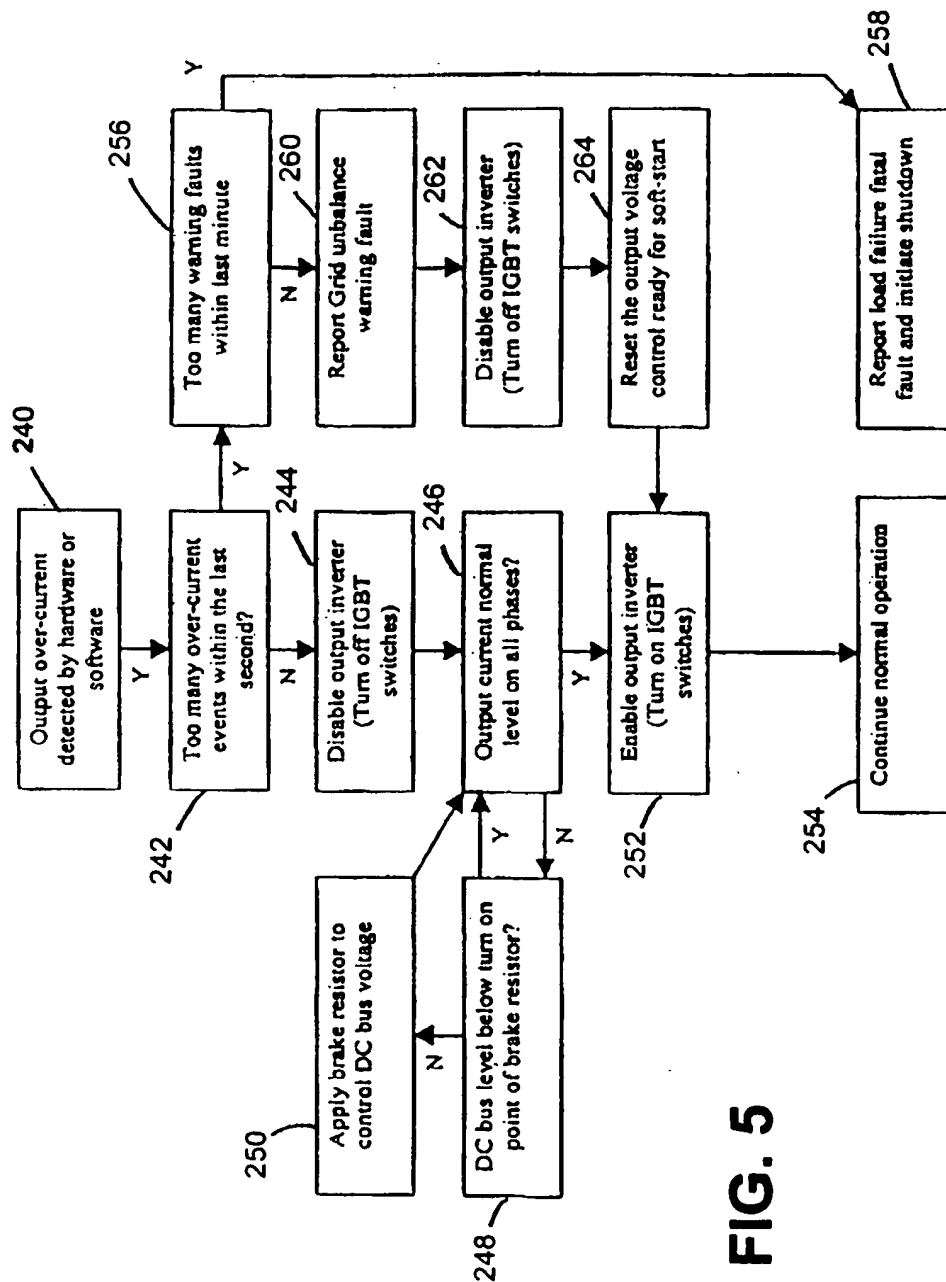 240
Output over-current
detected by hardware or
software
Y
242
Too many over-current
events within the last
second?
Y
N
256
Too many warning faults
within last minute
Y
N
244
Disable output inverter
(Turn off IGBT
switches)
260
Report Grid unbalance
warning fault
250
Apply brake resistor to
control DC bus voltage
N
246
Output current normal
level on all phases?
Y
N
Y
262
Disable output inverter
(Turn off IGBT switches)
248
DC bus level below turn on
point of brake resistor?
252
Enable output inverter
(Turn on IGBT
switches)
264
Reset the output voltage
control ready for soft-start
254
Continue normal operation
258
Report load failure fatal
fault and initiate shutdown
FIG. 5